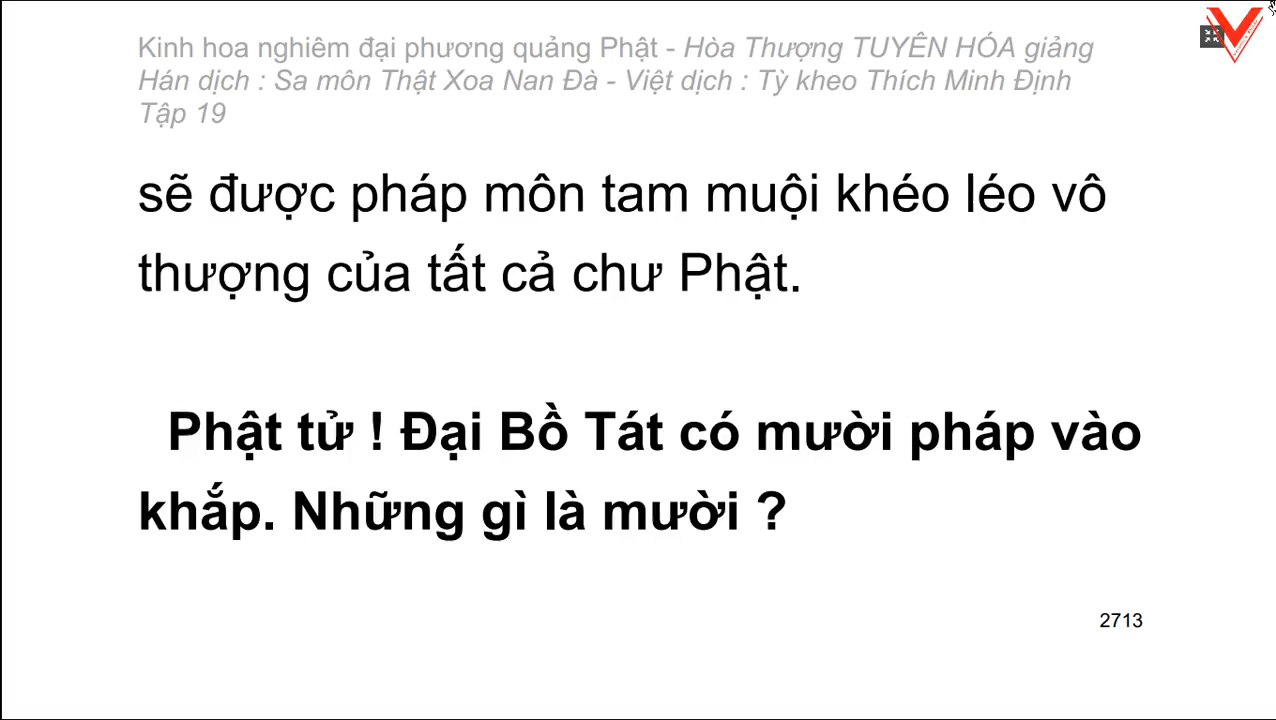 Kinh hoa nghiêm đại phương quảng Phật - Hòa Thượng TUYÊN HÓA giảng
Hán dịch : Sa môn Thật Xoa Nan Đà - Việt dịch : Tỳ kheo Thích Minh Định
Tập 19
sẽ được pháp môn tam muội khéo léo vô
thượng của tất cả chư Phật.
Phật tử ! Đại Bồ Tát có mười pháp vào
khắp. Những gì là mười ?
2713